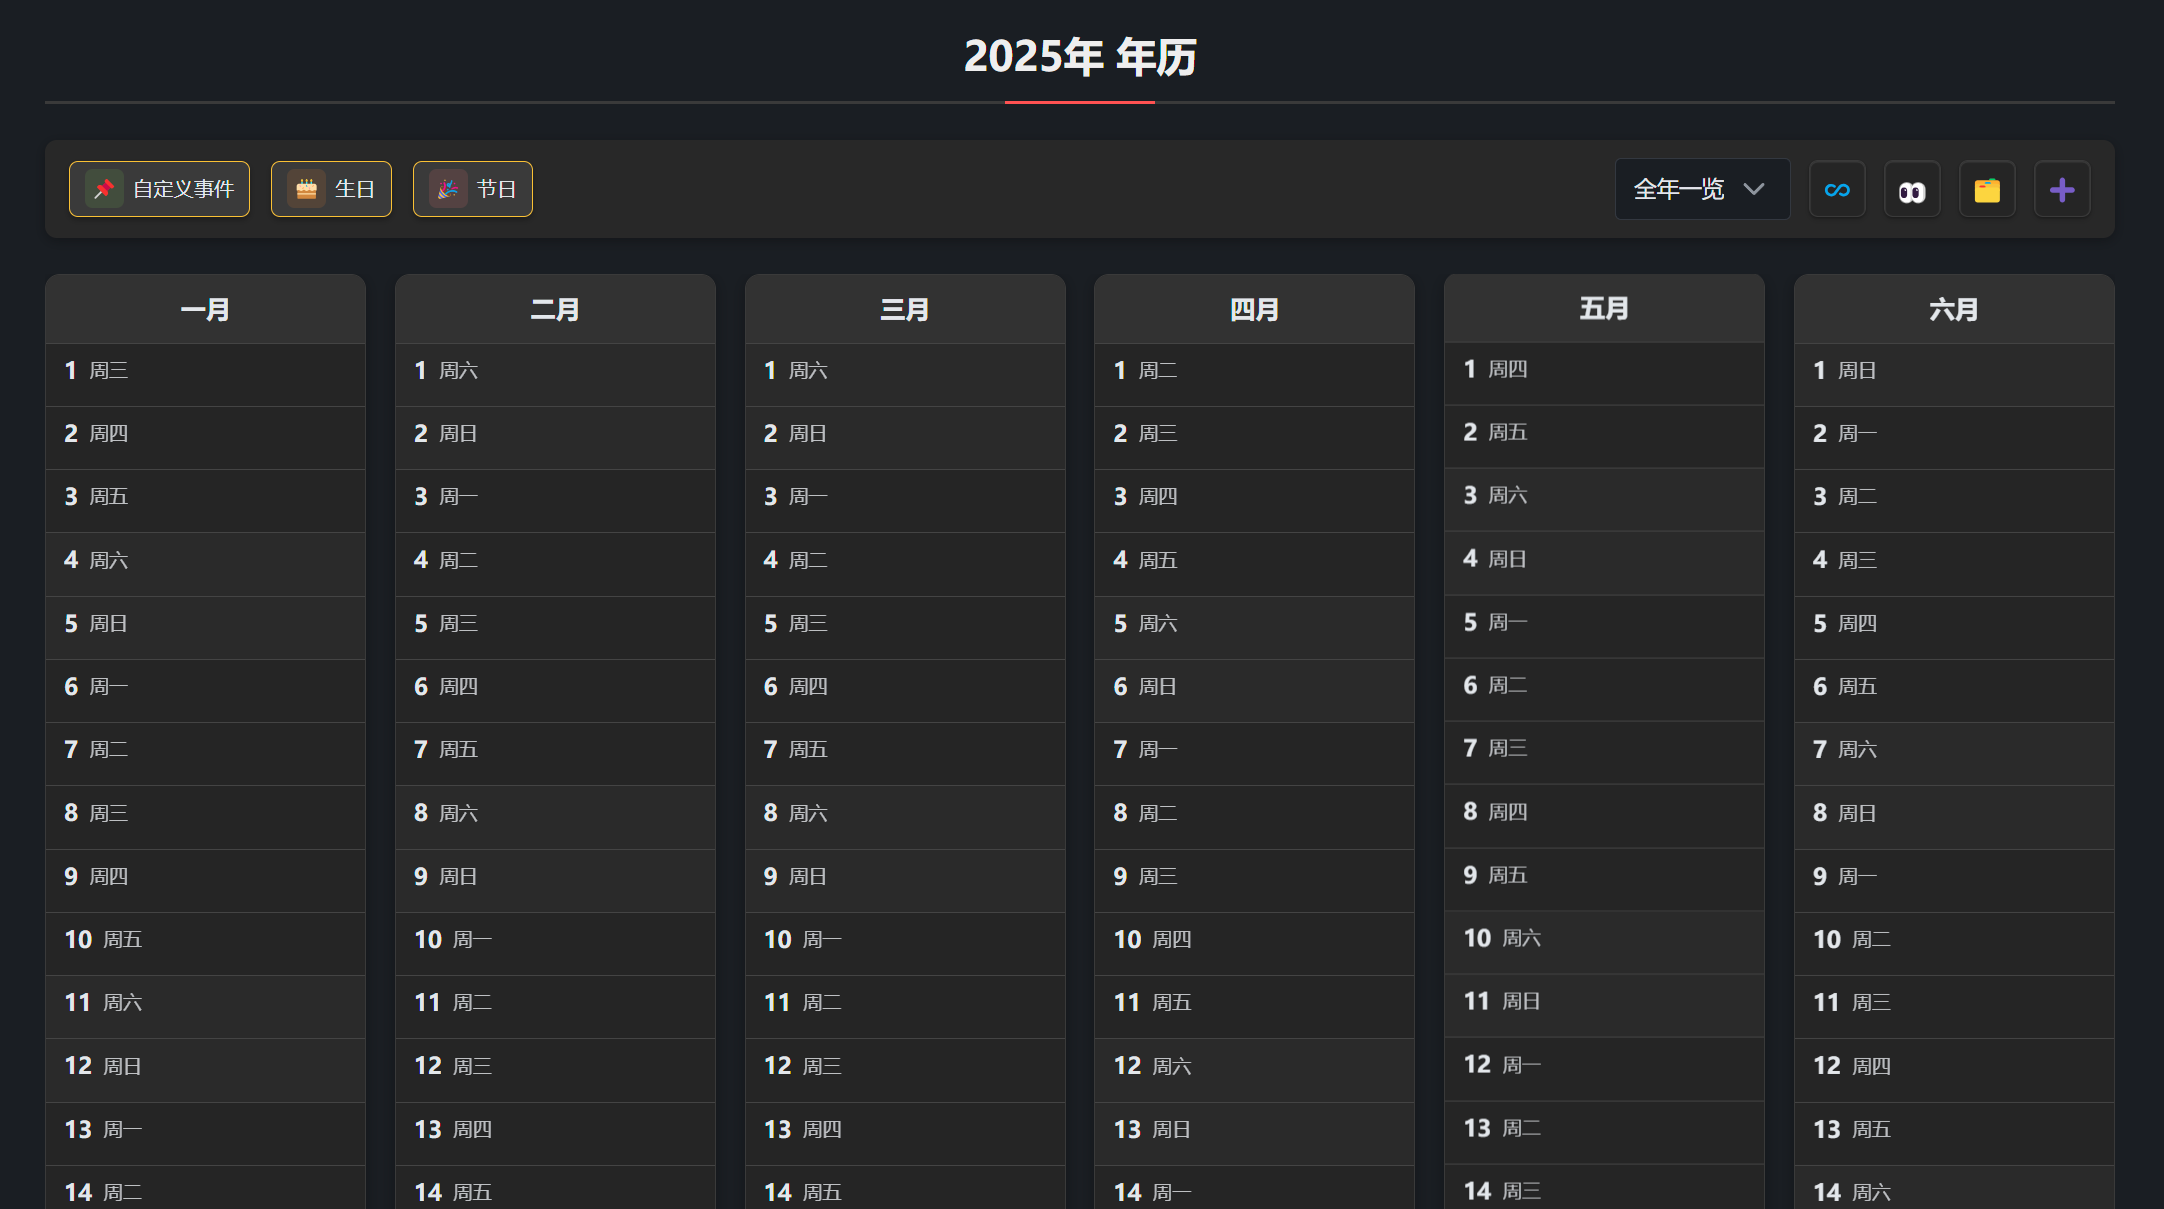 2025年 年历
自定义事件 生日 节日 全年一览
一月 二月 三月 四月 五月 六月
1 周三 1 周六 1 周六 1 周二 1 周四 1 周日
2 周四 2 周日 2 周日 2 周三 2 周五 2 周一
3 周五 3 周一 3 周一 3 周四 3 周六 3 周二
4 周六 4 周二 4 周二 4 周五 4 周日 4 周三
5 周日 5 周三 5 周三 5 周六 5 周一 5 周四
6 周一 6 周四 6 周四 6 周日 6 周二 6 周五
7 周二 7 周五 7 周五 7 周一 7 周三 7 周六
8 周三 8 周六 8 周六 8 周二 8 周四 8 周日
9 周四 9 周日 9 周日 9 周三 9 周五 9 周一
10 周五 10 周一 10 周一 10 周四 10 周六 10 周二
11 周六 11 周二 11 周二 11 周五 11 周日 11 周三
12 周日 12 周三 12 周三 12 周六 12 周一 12 周四
13 周一 13 周四 13 周四 13 周日 13 周二 13 周五
14 周二 14 周五 14 周五 14 周一 14 周三 14 周六